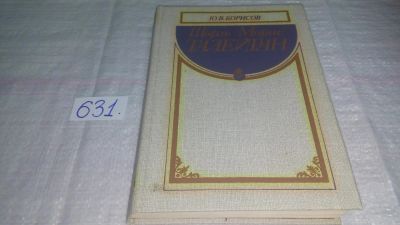 Ю.В. БОРИСОВ
Шарль Морис
ТАЛЕЙРАН
631.